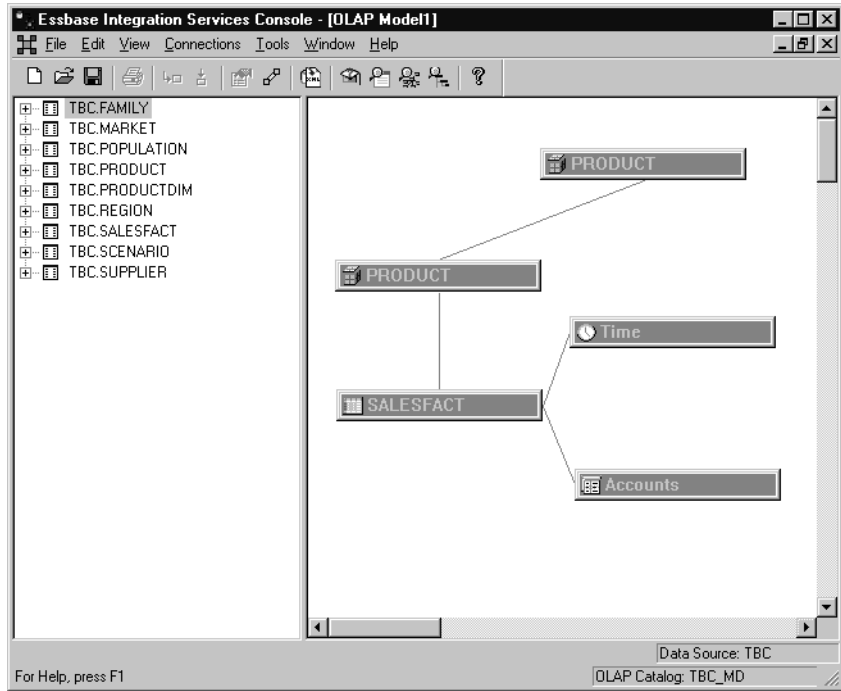 Essbase Integration Services Console - [OLAP Model1]
File Edit View Connections Tools Window Help
XML
TBC.FAMILY
TBC.MARKET
TBC.POPULATION
TBC.PRODUCT
TBC.PRODUCTDIM
TBC.REGION
TBC.SALESFACT
TBC.SCENARIO
TBC.SUPPLIER
PRODUCT
PRODUCT
Time
SALESFACT
Accounts
Data Source: TBC
For Help, press F1
OLAP Catalog: TBC_MD